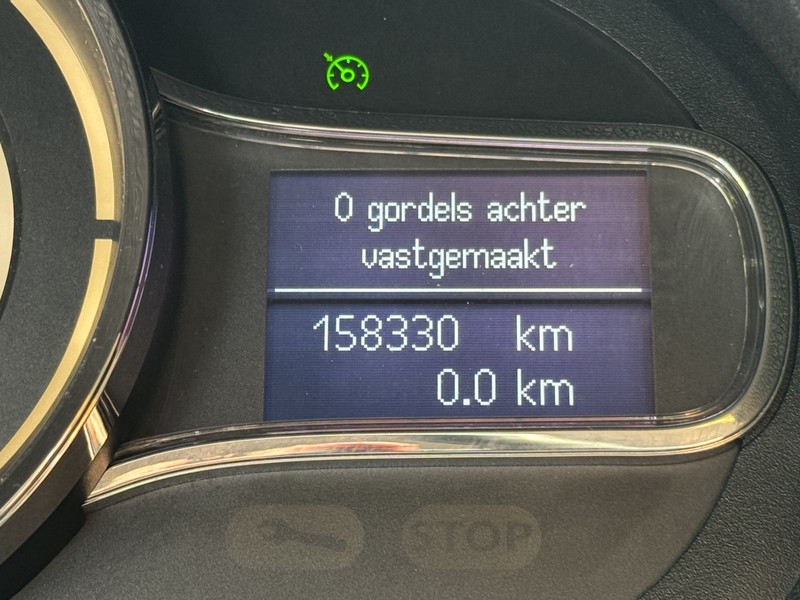 0 gordels achter
vastgemaakt
158330 km
0.0 km
STOP